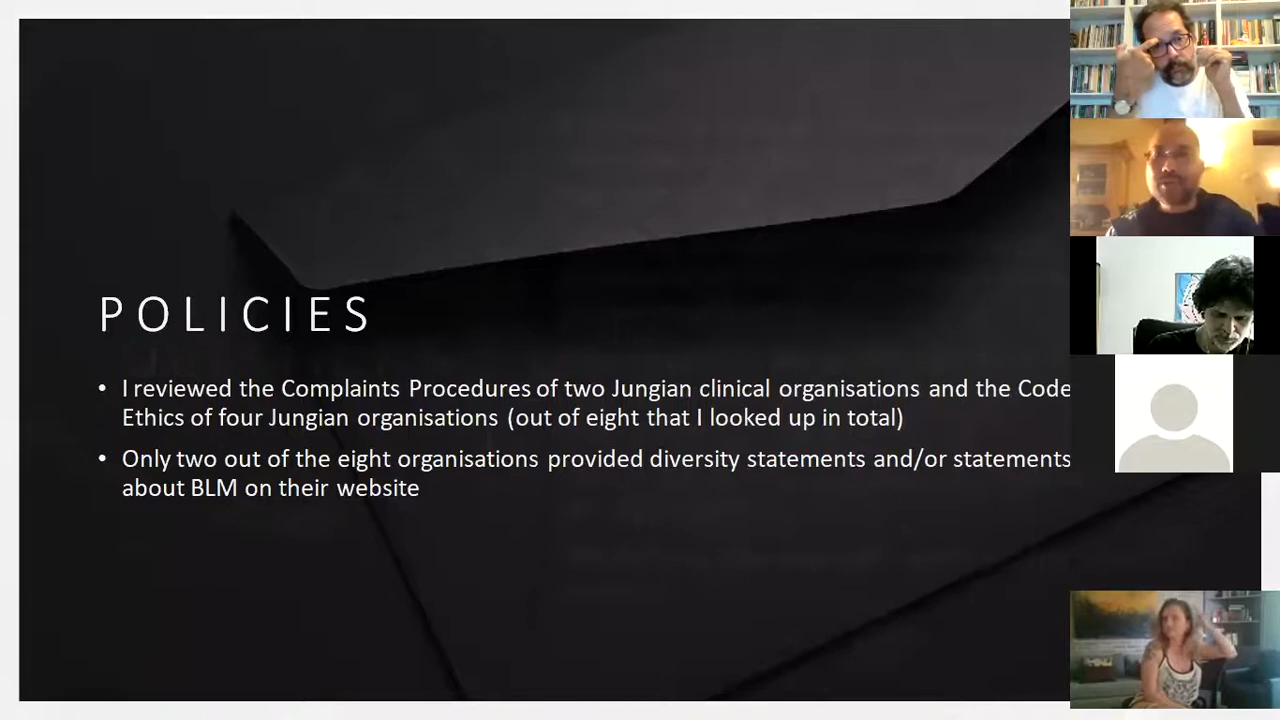 POLICIES
• I reviewed the Complaints Procedures of two Jungian clinical organisations and the Code
Ethics of four Jungian organisations (out of eight that I looked up in total)
• Only two out of the eight organisations provided diversity statements and/or statements
about BLM on their website